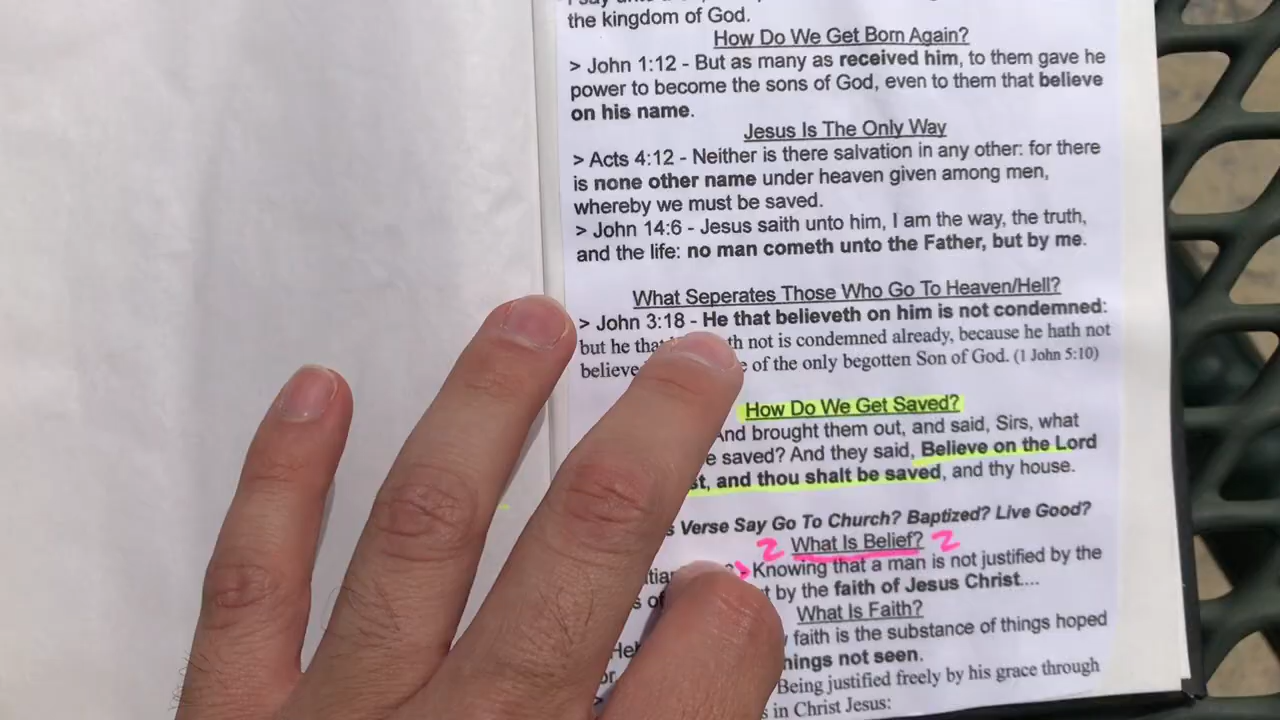 the kingdom of God.
How Do We Get Born Again?
> John 1:12 - But as many as received him, to them gave he
power to become the sons of God, even to them that believe
on his name.
Jesus Is The Only Way
> Acts 4:12 - Neither is there salvation in any other: for there
is none other name under heaven given among men,
whereby we must be saved.
> John 14:6 - Jesus saith unto him, I am the way, the truth,
and the life: no man cometh unto the Father, but by me.
What Seperates Those Who Go To Heaven/Hell?
> John 3:18 - He that believeth on him is not condemned:
but he that th not is condemned already, because he hath not
believe e of the only begotten Son of God. (1 John 5:10)
How Do We Get Saved?
And brought them out, and said, Sirs, what
e saved? And they said, Believe on the Lord
st, and thou shalt be saved, and thy house.
s Verse Say Go To Church? Baptized? Live Good?
2 What Is Belief? 2
Knowing that a man is not justified by the
t by the faith of Jesus Christ....
What Is Faith?
faith is the substance of things hoped
hings not seen.
Being justified freely by his grace through
s in Christ Jesus: